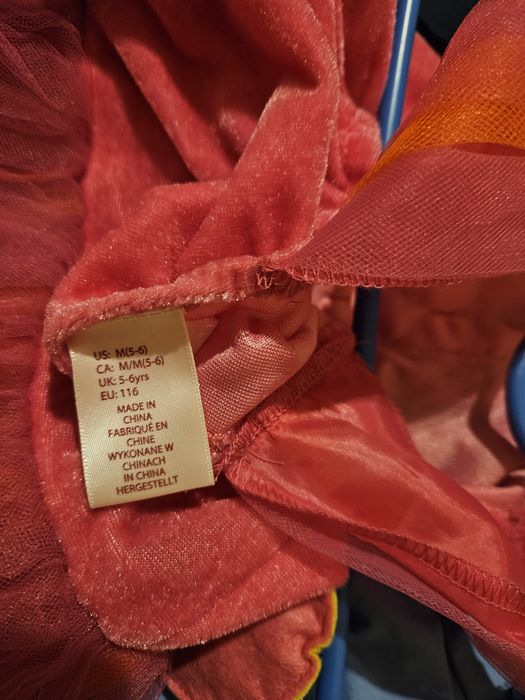 US: M(5-6)
CA: M/M(5-6)
UK: 5-6yrs
EU: 116
MADE IN
CHINA
FABRIQUÉ EN
CHINE
WYKONANE W
CHINACH
IN CHINA
HERGESTELLT